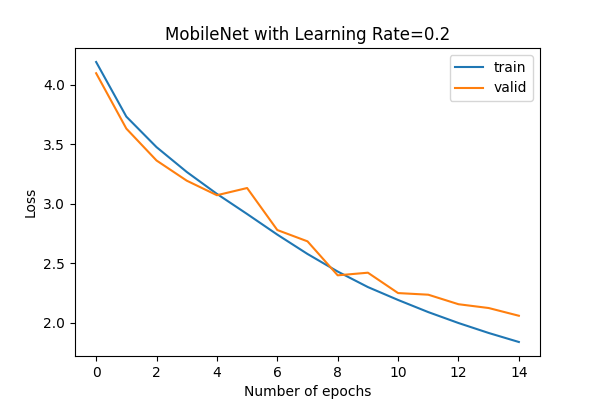 MobileNet with Learning Rate=0.2
train
valid
4.0
3.5
3.0
2.5
2.0
Loss
0 2 4 6 8 10 12 14
Number of epochs